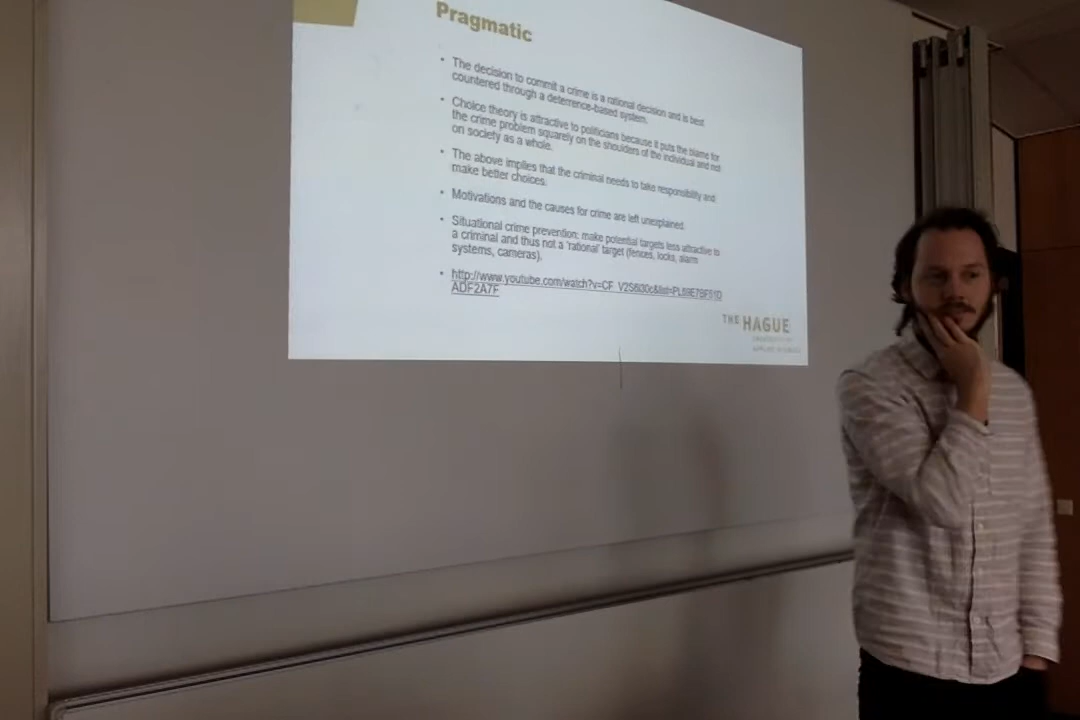 Pragmatic
• The decision to commit a crime is a rational decision and is best
countered through a deterrence-based system.
• Choice theory is attractive to politicians because it puts the blame for
the crime problem squarely on the shoulders of the individual and not
on society as a whole.
• The above implies that the criminal needs to take responsibility and
make better choices.
• Motivations and the causes for crime are left unexplained.
• Situational crime prevention: make potential targets less attractive to
a criminal and thus not a 'rational' target (fences, locks, alarm
systems, cameras).
ADF2A7F
THE HAGUE